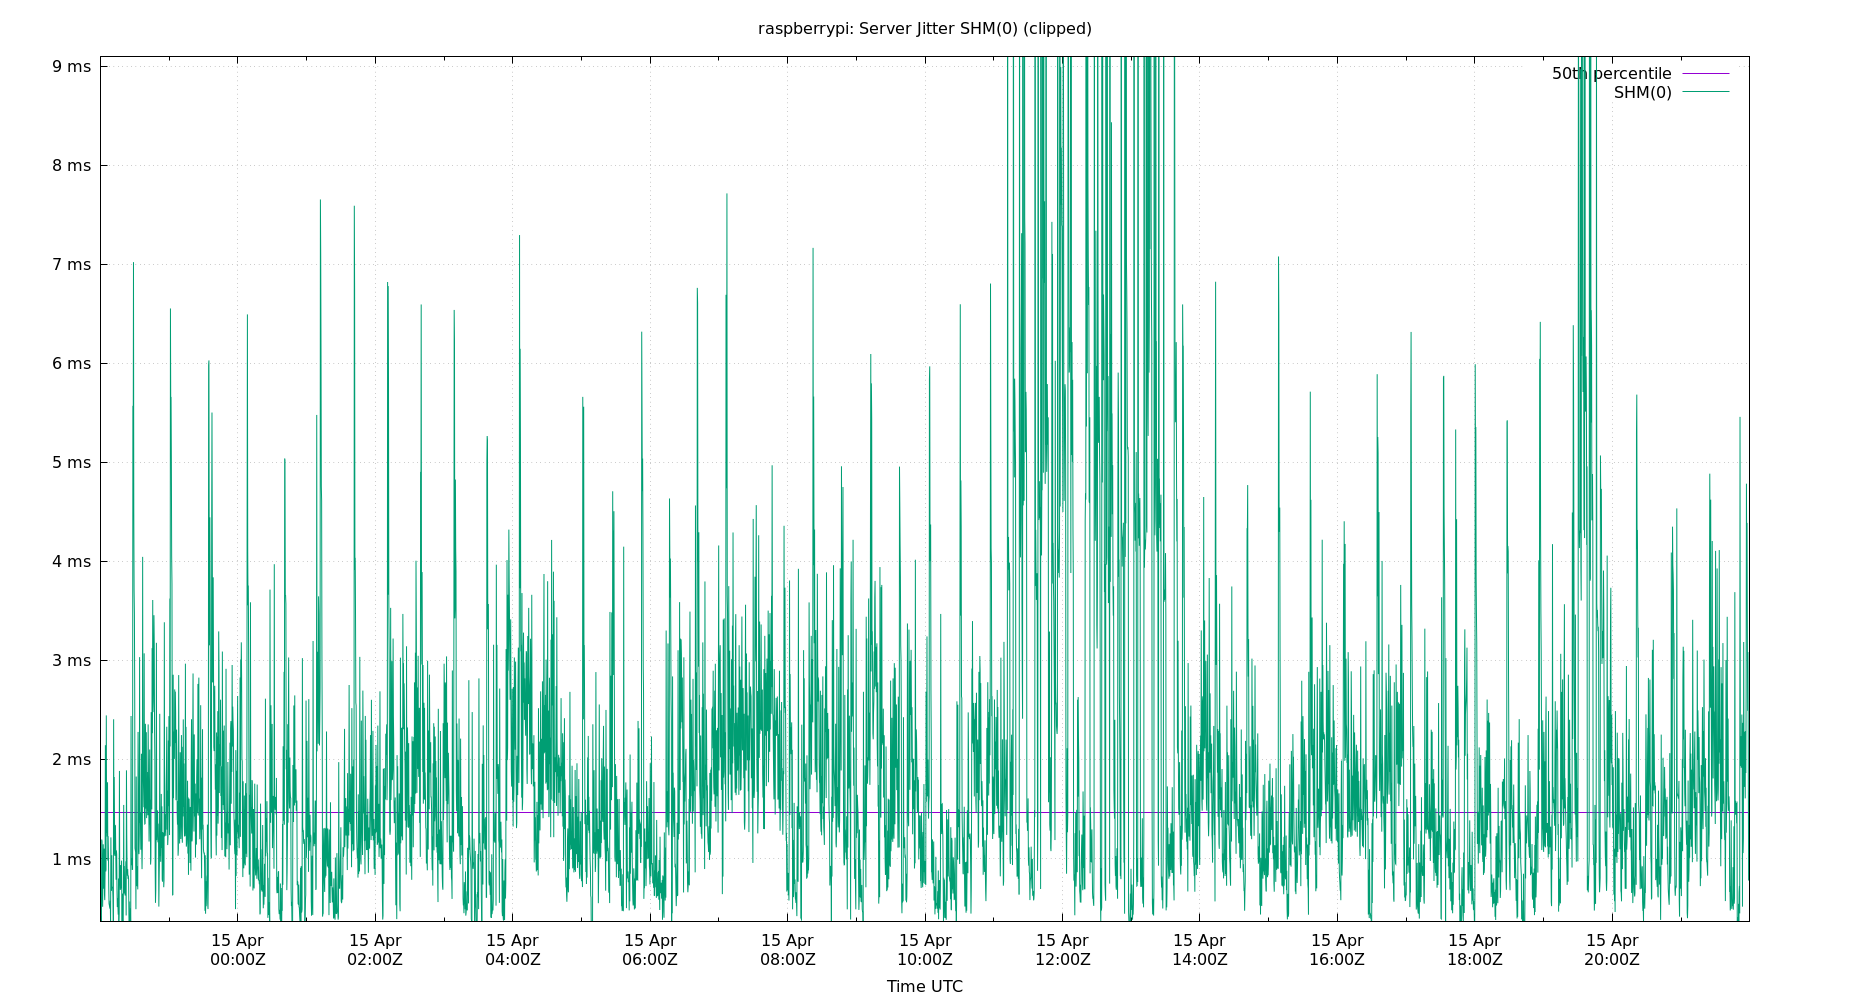 raspberrypi: Server Jitter SHM(0) (clipped)
9 ms
8 ms
7 ms
6 ms
5 ms
4 ms
3 ms
2 ms
1 ms
50th percentile
SHM(0)
15 Apr 15 Apr 15 Apr 15 Apr 15 Apr 15 Apr 15 Apr 15 Apr 15 Apr 15 Apr 15 Apr
00:00Z 02:00Z 04:00Z 06:00Z 08:00Z 10:00Z 12:00Z 14:00Z 16:00Z 18:00Z 20:00Z
Time UTC